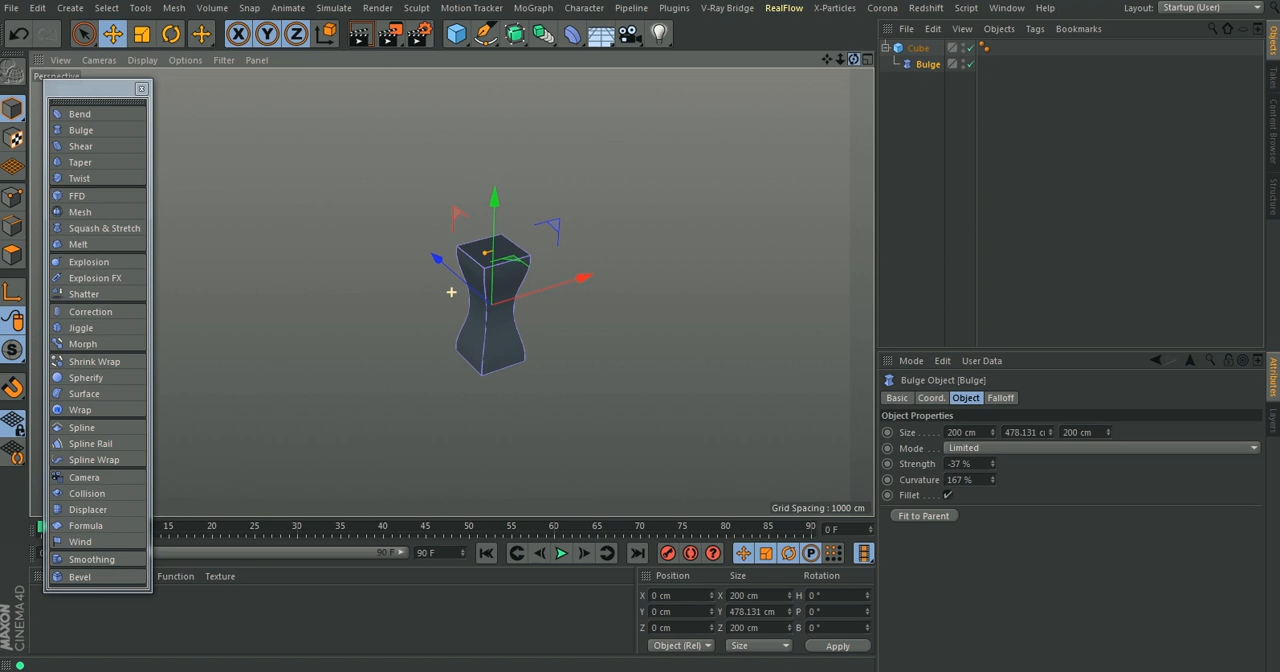 File Edit Create Select Tools Mesh Volume Snap Animate Simulate Render Sculpt Motion Tracker MoGraph Character Pipeline Plugins V-Ray Bridge RealFlow X-Particles Corona Redshift Script Window Help Layout: Startup (User)
X Y Z
View Cameras Display Options Filter Panel
File Edit View Objects Tags Bookmarks
Perspective
Cube
Bulge
Objects
Takes
Content Browser
Structure
Bend
Bulge
Shear
Taper
Twist
FFD
Mesh
Squash & Stretch
Melt
Explosion
Explosion FX
Shatter
Correction
Jiggle
Morph
Shrink Wrap
Spherify
Surface
Wrap
Spline
Spline Rail
Spline Wrap
Camera
Collision
Displacer
Formula
Wind
Smoothing
Bevel
Mode Edit User Data
Bulge Object [Bulge]
Basic Coord. Object Falloff
Object Properties
Size 200 cm 478.131 c 200 cm
Mode Limited
Strength -37 %
Curvature 167 %
Fillet
Fit to Parent
Attributes
Layers
Grid Spacing : 1000 cm
15 20 25 30 35 40 45 50 55 60 65 70 75 80 85 90 0 F
90 F 90 F
Function Texture
Position Size Rotation
X 0 cm X 200 cm H 0 °
Y 0 cm Y 478.131 cm P 0 °
Z 0 cm Z 200 cm B 0 °
Object (Rel) Size Apply
MAXON
CINEMA 4D